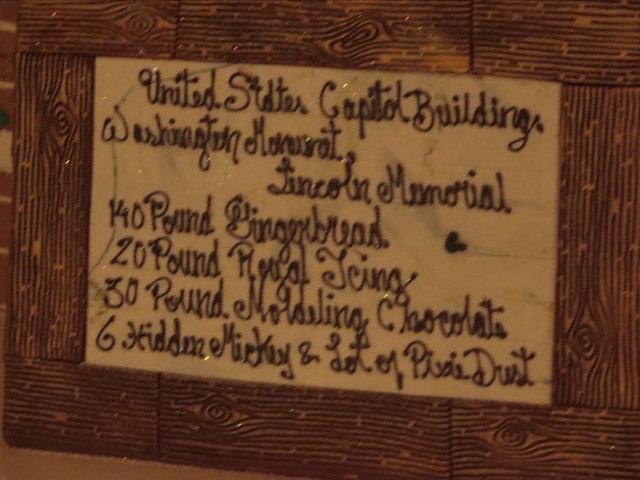 United States Capitol Building,
Washington Monument,
Lincoln Memorial
140 Pound Gingerbread
20 Pound Royal Icing
30 Pound Moldeling Chocolate
6 Hidden Mickey & Lot of Pixie Dust